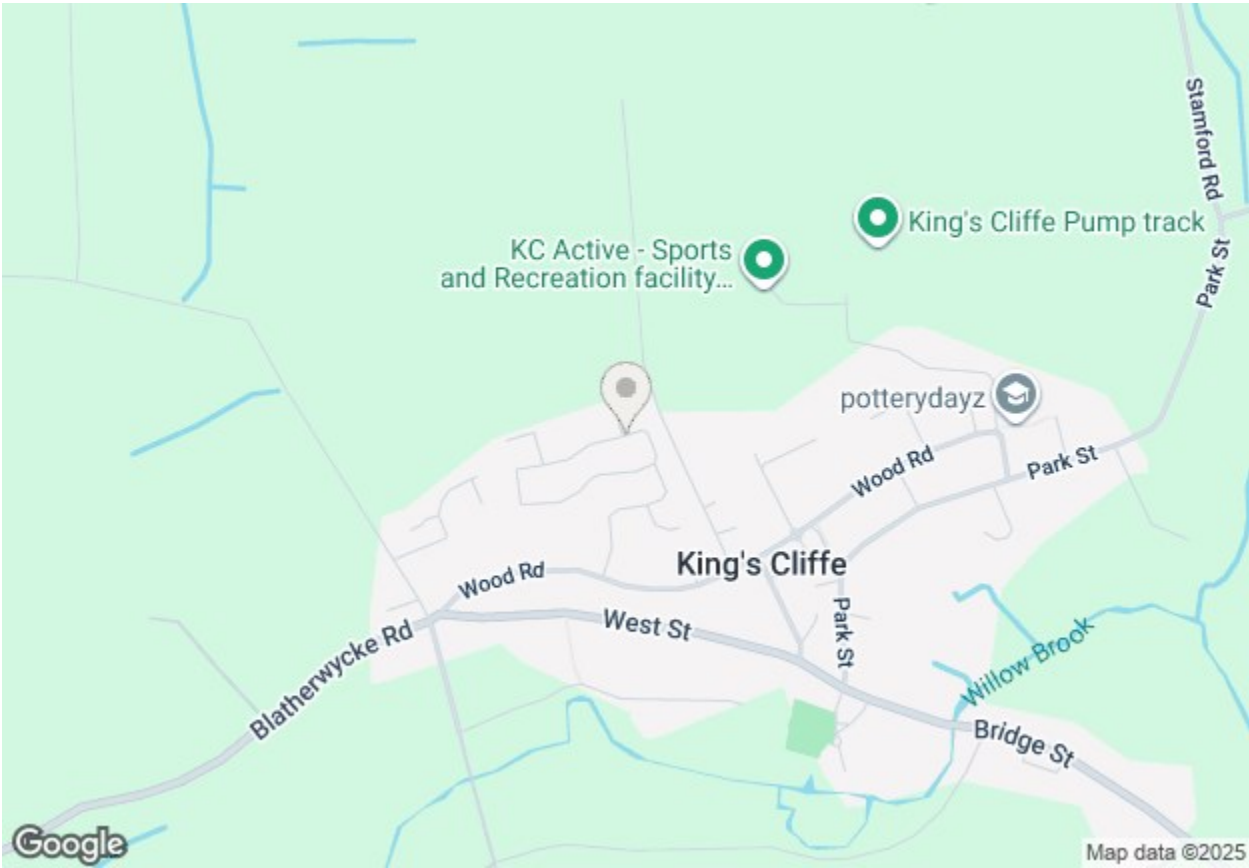 Stamford Rd
King's Cliffe Pump track
KC Active - Sports
and Recreation facility...
Park St
potterydayz
Wood Rd
Park St
King's Cliffe
Wood Rd
West St
Park St
Blatherwycke Rd
Willow Brook
Bridge St
Google
Map data ©2025